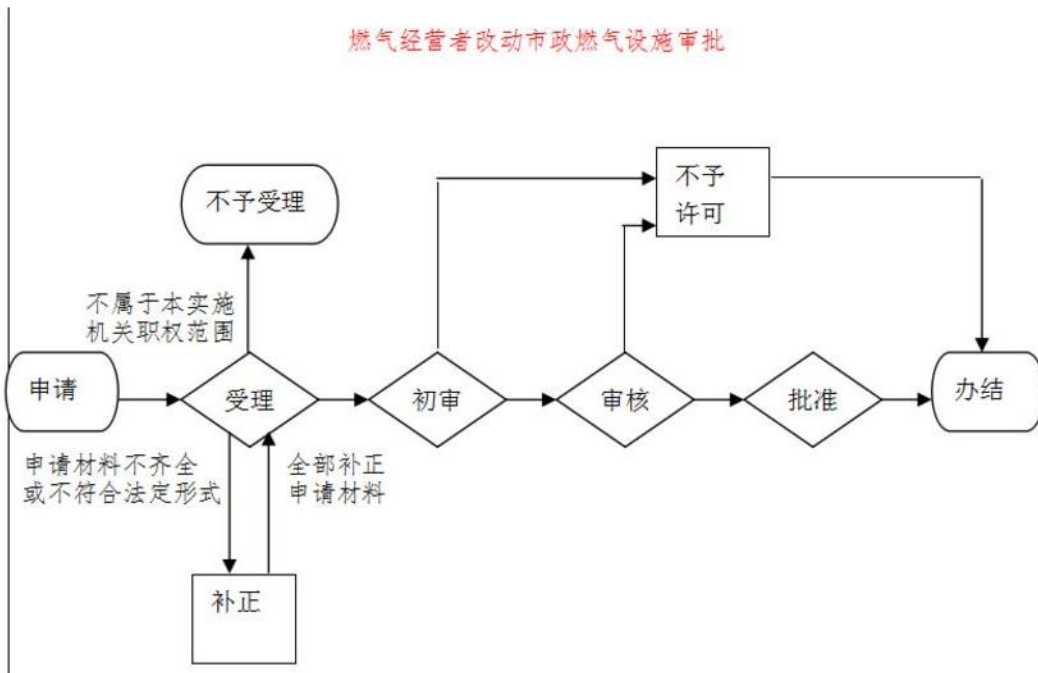 燃气经营者改动市政燃气设施审批
不予
许可
不予受理
不属于本实施
机关职权范围
申请
受理
初审
审核
批准
办结
申请材料不齐全
或不符合法定形式
全部补正
申请材料
补正